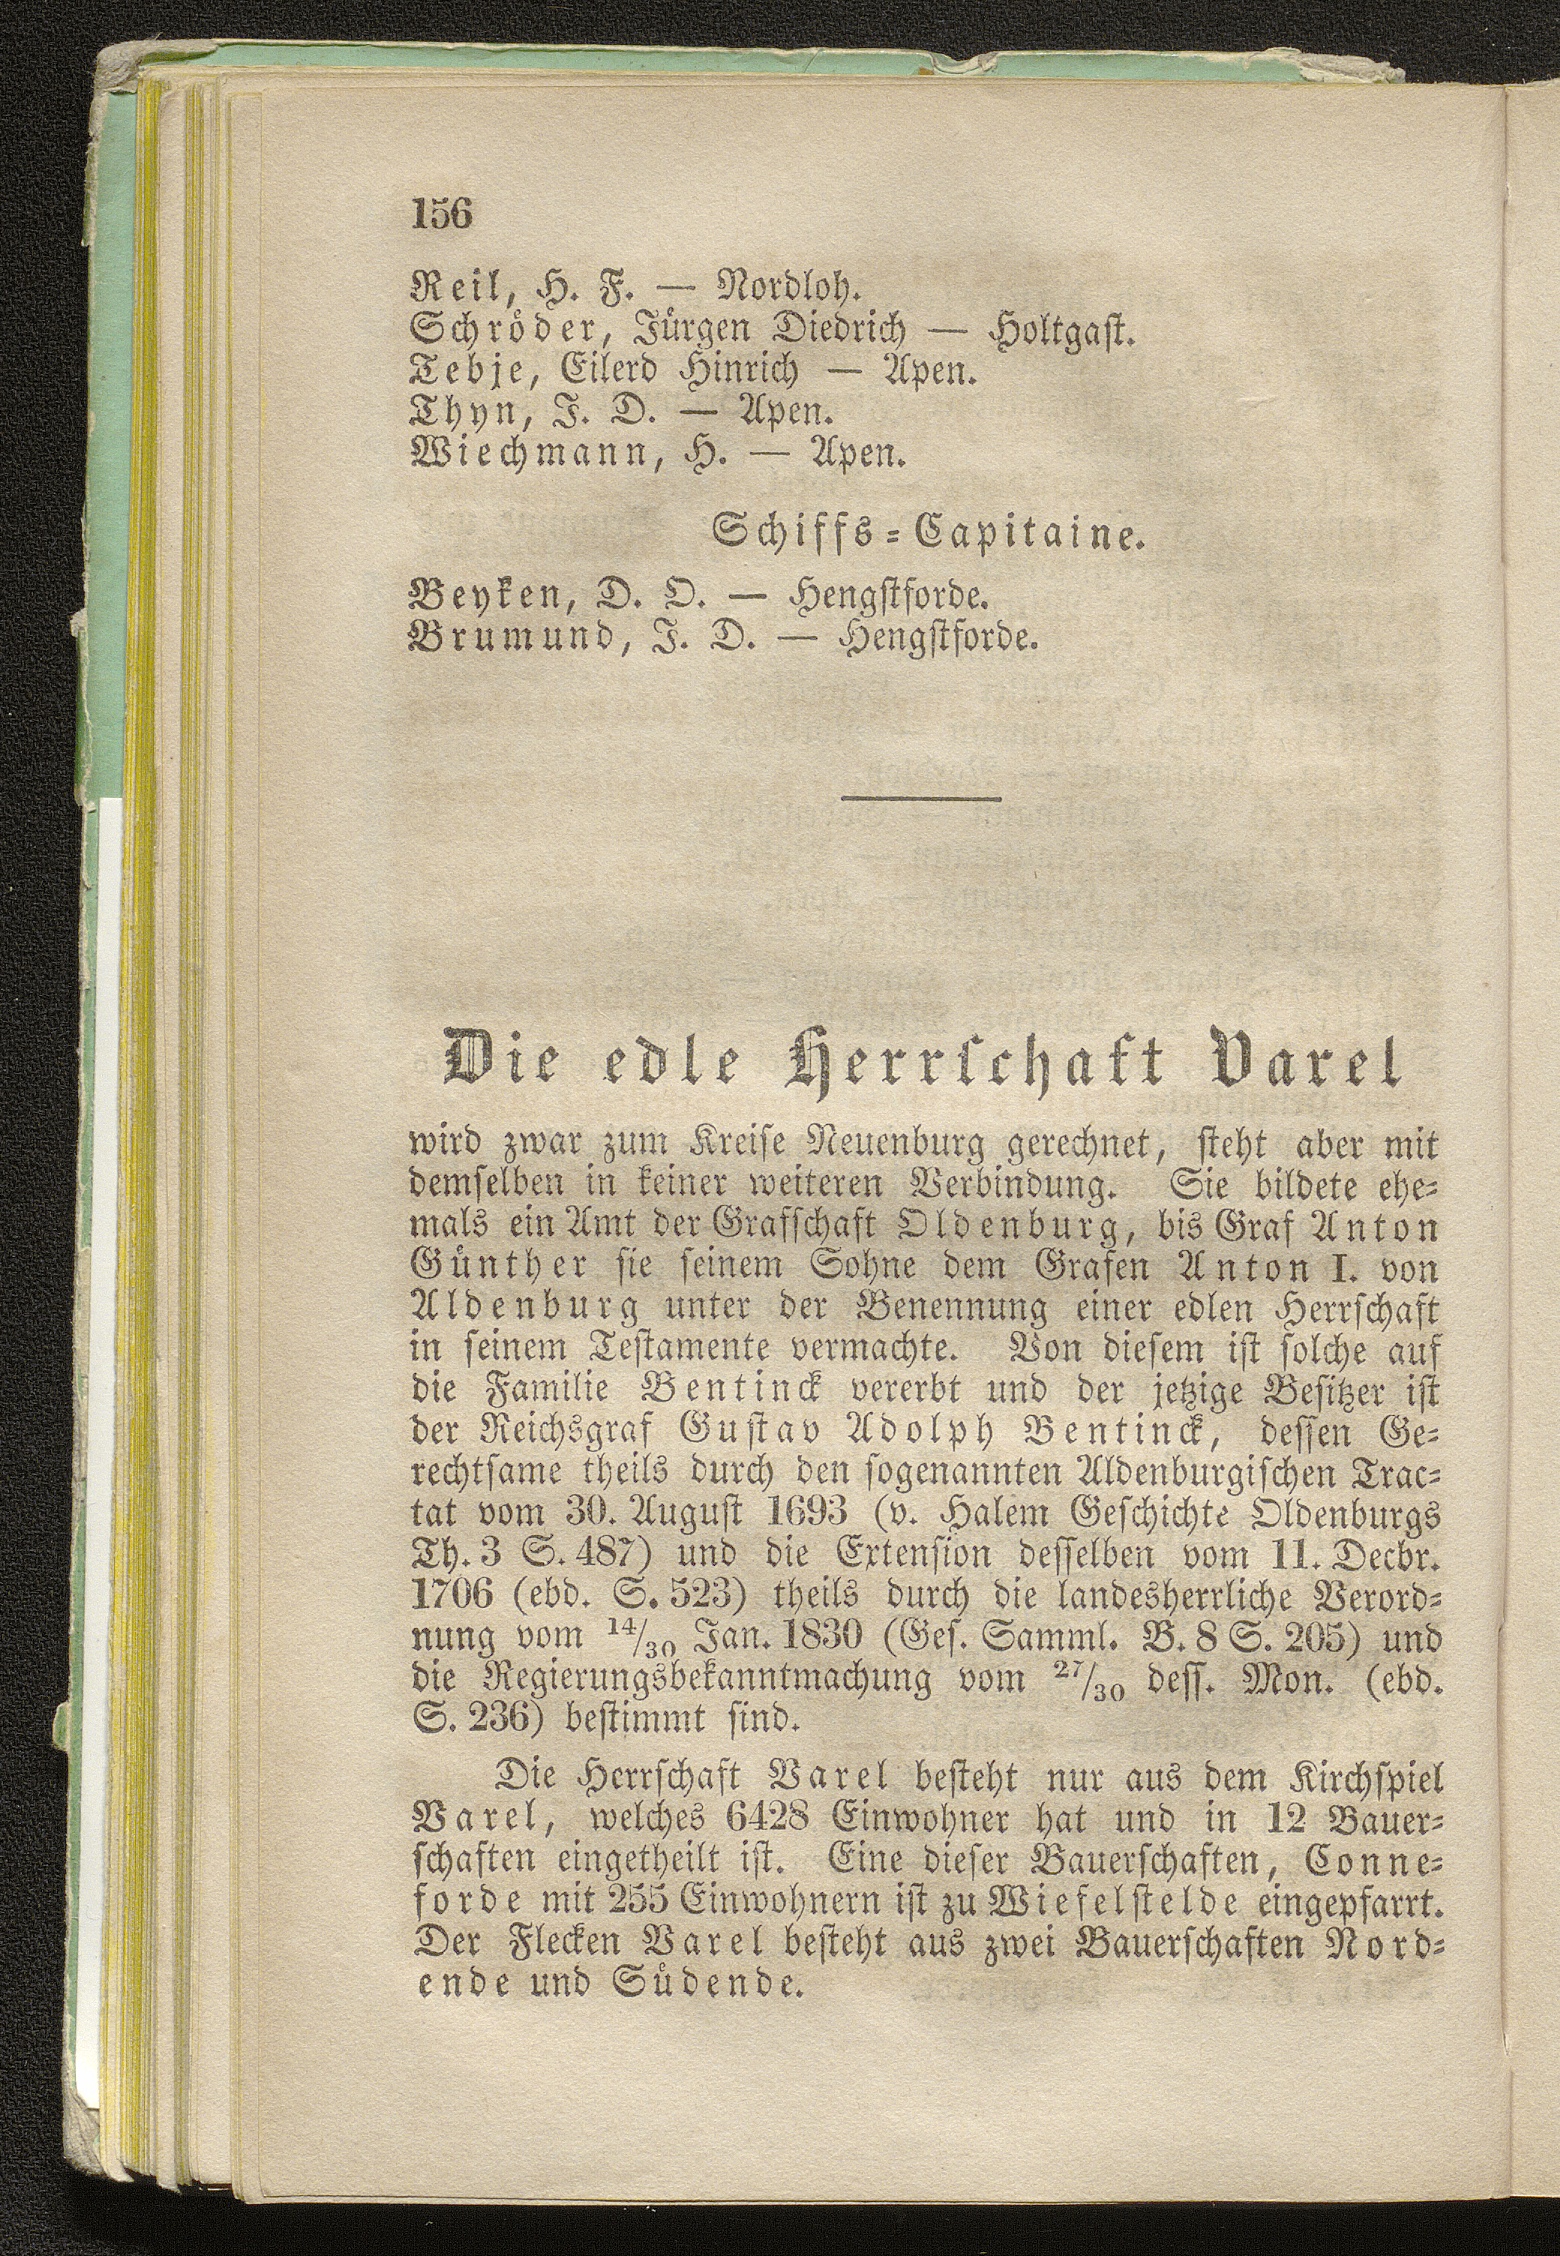 156
Reil, H. F. — Nordloh.
Schröder, Jürgen Diedrich — Holtgast.
Tebje, Eilerd Hinrich — Apen.
Thyn, J. D. — Apen.
Wiechmann, H. — Apen.
Schiffs-Capitaine.
Beyken, D. O. — Hengstforde.
Brumund, J. D. — Hengstforde.
Die edle Herrschaft Varel
wird zwar zum Kreise Neuenburg gerechnet, steht aber mit
demselben in keiner weiteren Verbindung. Sie bildete ehe-
mals ein Amt der Grafschaft Oldenburg, bis Graf Anton
Günther sie seinem Sohne dem Grafen Anton I. von
Aldenburg unter der Benennung einer edlen Herrschaft
in seinem Testamente vermachte. Von diesem ist solche auf
die Familie Bentinck vererbt und der jetzige Besitzer ist
der Reichsgraf Gustav Adolph Bentinck, dessen Ge-
rechtsame theils durch den sogenannten Aldenburgischen Trac-
tat vom 30. August 1693 (v. Halem Geschichte Oldenburgs
Th. 3 S. 487) und die Extension desselben vom 11. Decbr.
1706 (ebd. S. 523) theils durch die landesherrliche Verord-
nung vom 14/30 Jan. 1830 (Ges. Samml. B. 8 S. 205) und
die Regierungsbekanntmachung vom 27/30 dess. Mon. (ebd.
S. 236) bestimmt sind.
Die Herrschaft Varel besteht nur aus dem Kirchspiel
Varel, welches 6428 Einwohner hat und in 12 Bauer-
schaften eingetheilt ist. Eine dieser Bauerschaften, Conne-
forde mit 255 Einwohnern ist zu Wiefelstelde eingepfarrt.
Der Flecken Varel besteht aus zwei Bauerschaften Nord-
ende und Südende.